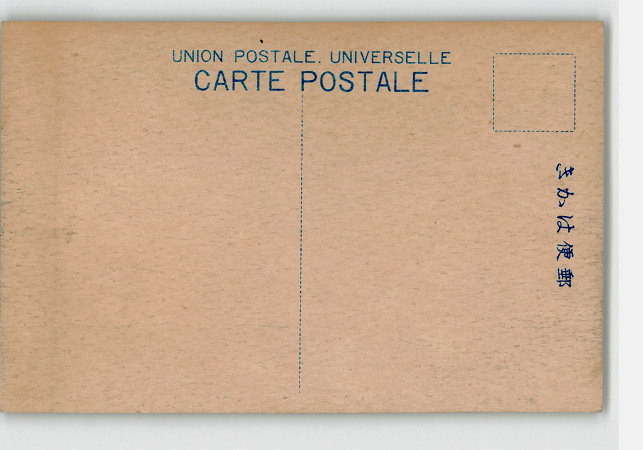 UNION POSTALE. UNIVERSELLE
CARTE POSTALE
きかは便郵